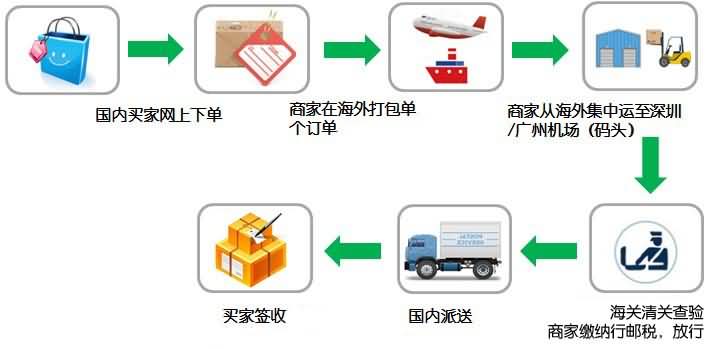 国内买家网上下单
商家在海外打包单
个订单
商家从海外集中运至深圳
/广州机场（码头）
海关清关查验
商家缴纳行邮税，放行
国内派送
买家签收